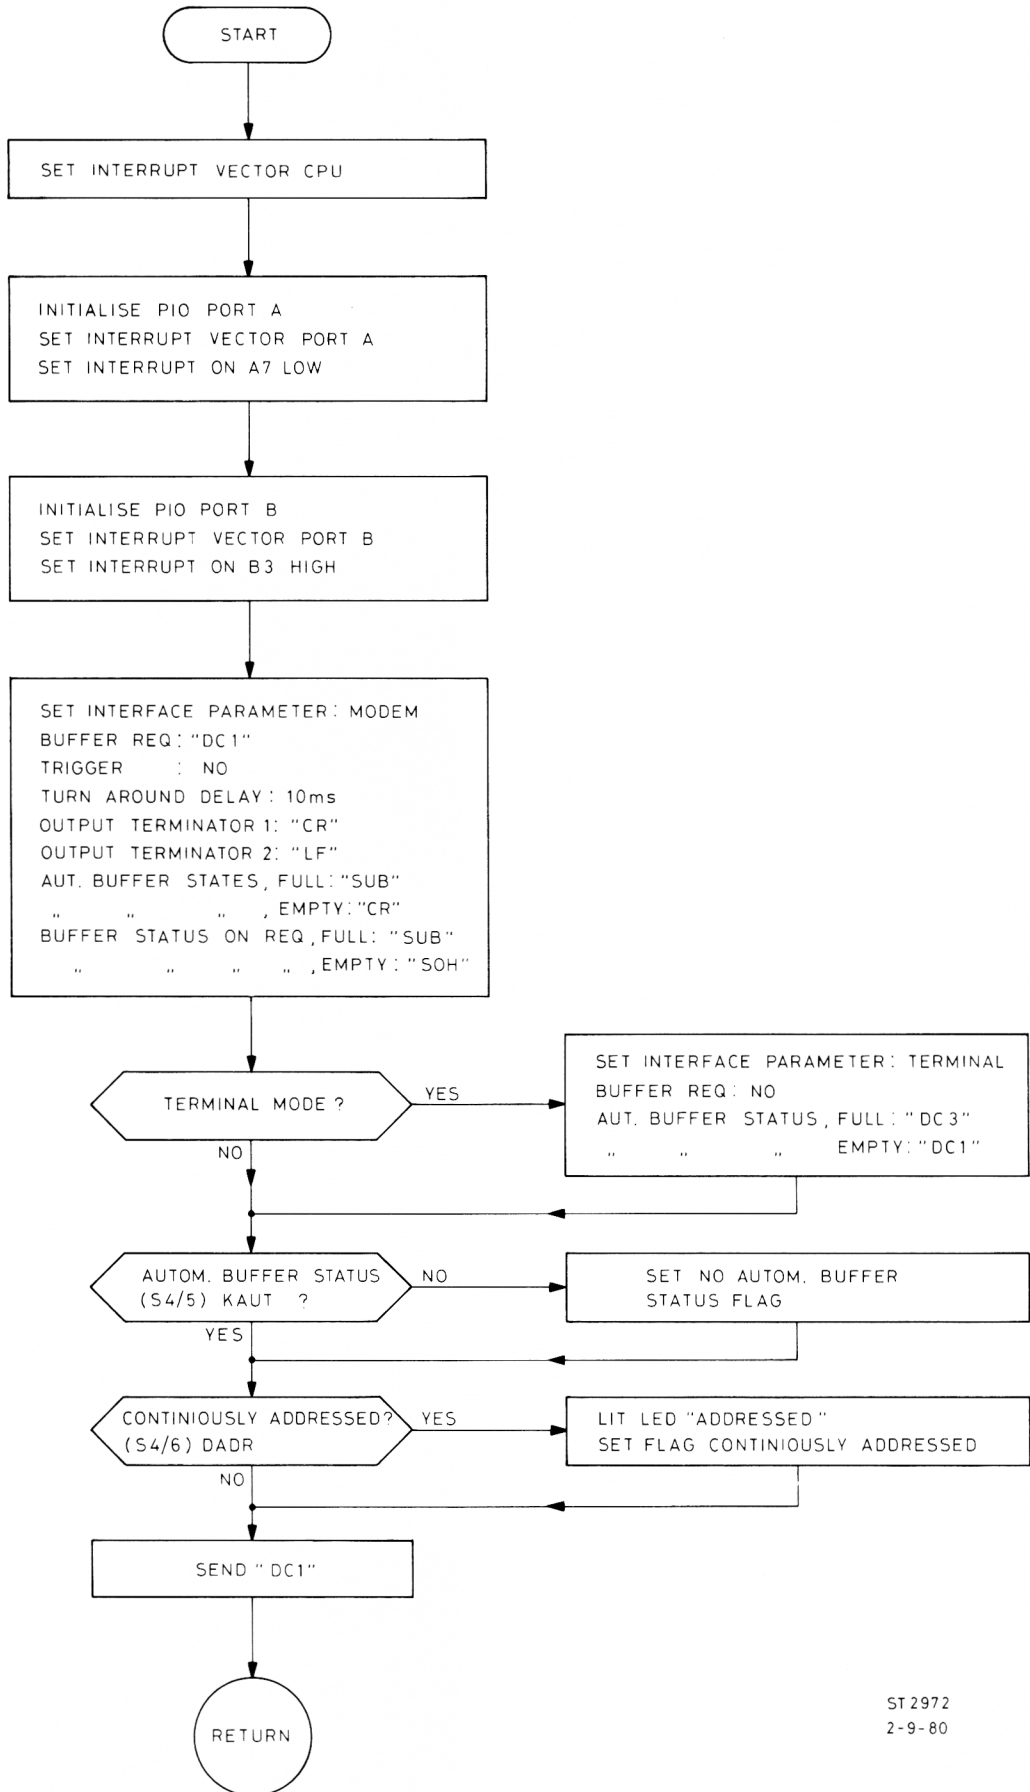 START
SET INTERRUPT VECTOR CPU
INITIALISE PIO PORT A
SET INTERRUPT VECTOR PORT A
SET INTERRUPT ON A7 LOW
INITIALISE PIO PORT B
SET INTERRUPT VECTOR PORT B
SET INTERRUPT ON B3 HIGH
SET INTERFACE PARAMETER: MODEM
BUFFER REQ: "DC1"
TRIGGER : NO
TURN AROUND DELAY: 10ms
OUTPUT TERMINATOR 1: "CR"
OUTPUT TERMINATOR 2: "LF"
AUT. BUFFER STATES, FULL: "SUB"
" " " , EMPTY: "CR"
BUFFER STATUS ON REQ, FULL: "SUB"
" " " " , EMPTY: "SOH"
TERMINAL MODE ?
YES
NO
SET INTERFACE PARAMETER: TERMINAL
BUFFER REQ: NO
AUT. BUFFER STATUS, FULL: "DC3"
" " " EMPTY: "DC1"
AUTOM. BUFFER STATUS
(S4/5) KAUT ?
NO
YES
SET NO AUTOM. BUFFER
STATUS FLAG
CONTINIOUSLY ADDRESSED?
(S4/6) DADR
YES
NO
LIT LED "ADDRESSED"
SET FLAG CONTINIOUSLY ADDRESSED
SEND "DC1"
RETURN
ST2972
2-9-80